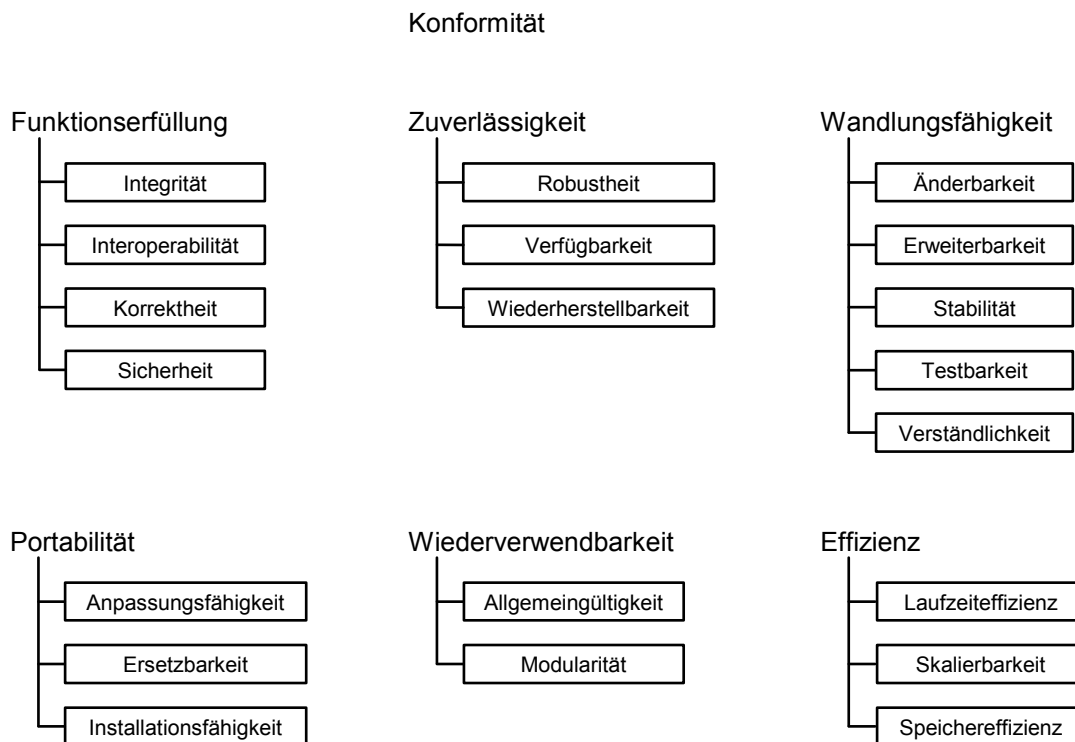 Konformität
Funktionserfüllung
Integrität
Interoperabilität
Korrektheit
Sicherheit
Zuverlässigkeit
Robustheit
Verfügbarkeit
Wiederherstellbarkeit
Wandlungsfähigkeit
Änderbarkeit
Erweiterbarkeit
Stabilität
Testbarkeit
Verständlichkeit
Portabilität
Anpassungsfähigkeit
Ersetzbarkeit
Installationsfähigkeit
Wiederverwendbarkeit
Allgemeingültigkeit
Modularität
Effizienz
Laufzeiteffizienz
Skalierbarkeit
Speichereffizienz